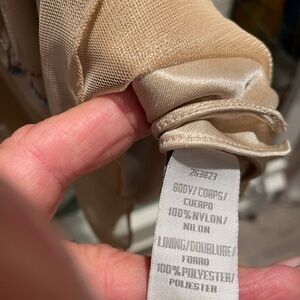 263823
BODY/CORPS/
CUERPO
100%NYLON/
NILON
LINING/DOUBLURE/
FORRO
100%POLYESTER/
POLIESTER